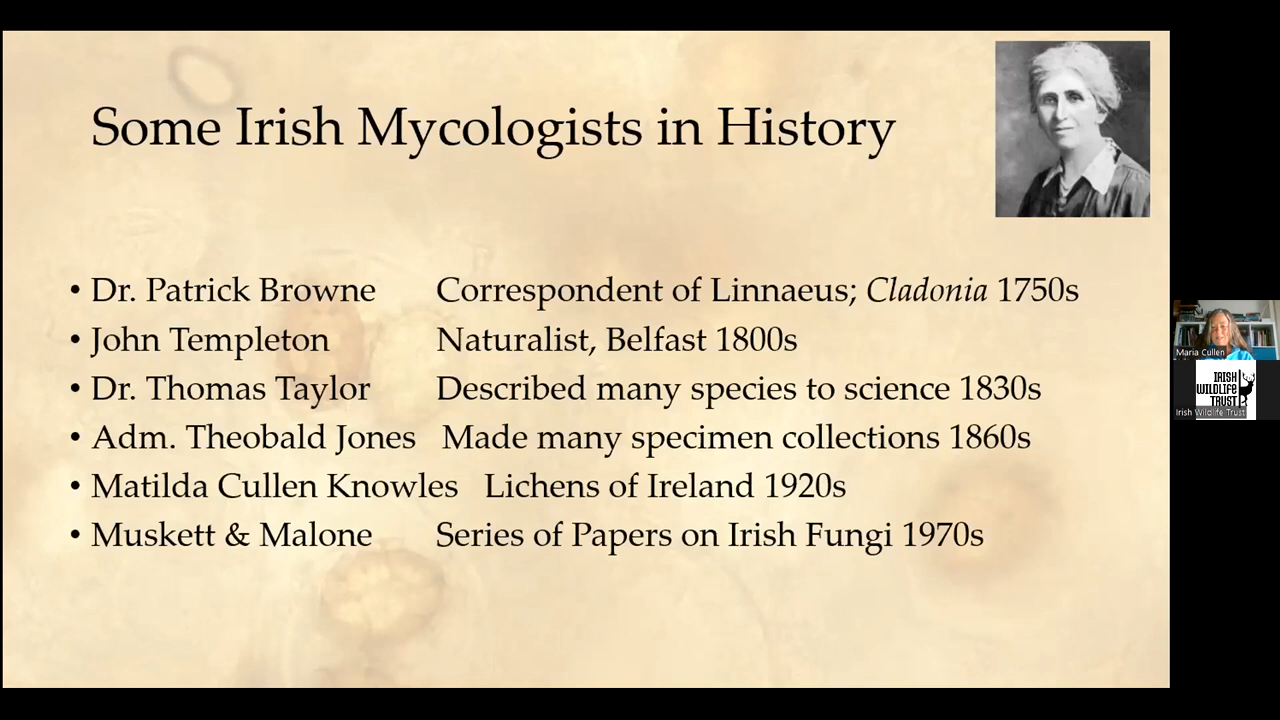 Some Irish Mycologists in History
• Dr. Patrick Browne Correspondent of Linnaeus; Cladonia 1750s
• John Templeton Naturalist, Belfast 1800s
• Dr. Thomas Taylor Described many species to science 1830s
• Adm. Theobald Jones Made many specimen collections 1860s
• Matilda Cullen Knowles Lichens of Ireland 1920s
• Muskett & Malone Series of Papers on Irish Fungi 1970s
Maria Cullen
IRISH
WILDLIFE
TRUST
Irish Wildlife Trust